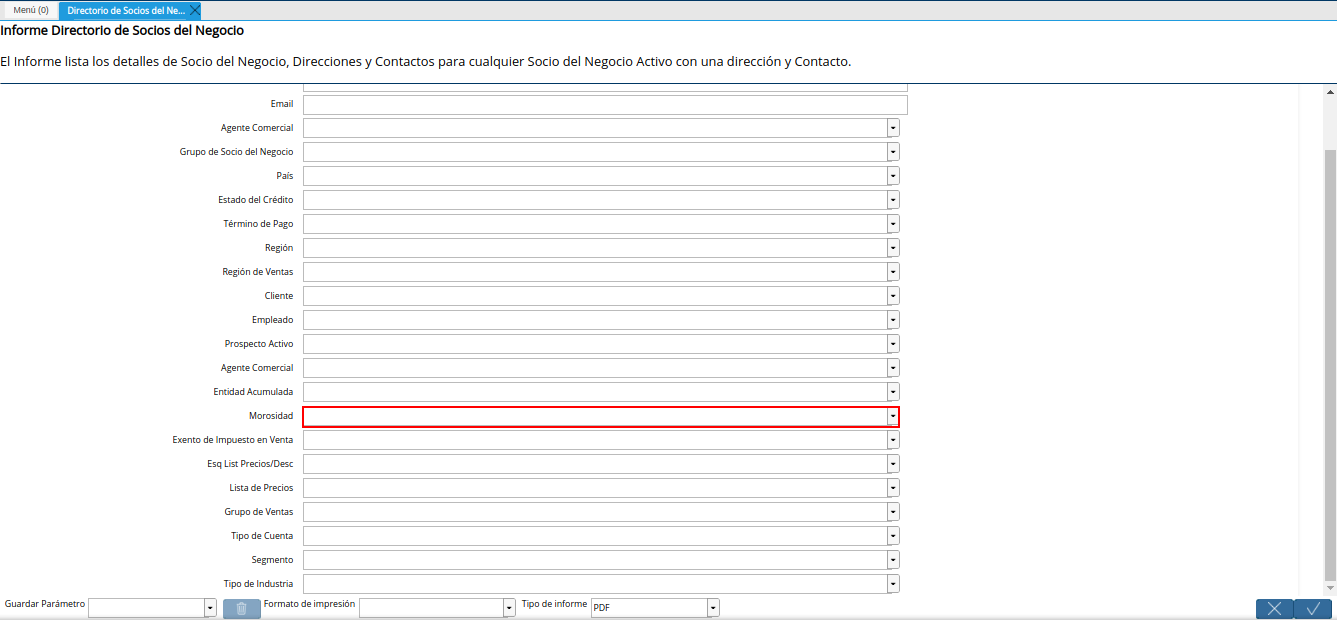 Menú (0)
Directorio de Socios del Ne...
Informe Directorio de Socios del Negocio
El Informe lista los detalles de Socio del Negocio, Direcciones y Contactos para cualquier Socio del Negocio Activo con una dirección y Contacto.
Email
Agente Comercial
Grupo de Socio del Negocio
País
Estado del Crédito
Término de Pago
Región
Región de Ventas
Cliente
Empleado
Prospecto Activo
Agente Comercial
Entidad Acumulada
Morosidad
Exento de Impuesto en Venta
Esq List Precios/Desc
Lista de Precios
Grupo de Ventas
Tipo de Cuenta
Segmento
Tipo de Industria
Guardar Parámetro
Formato de impresión
Tipo de informe
PDF